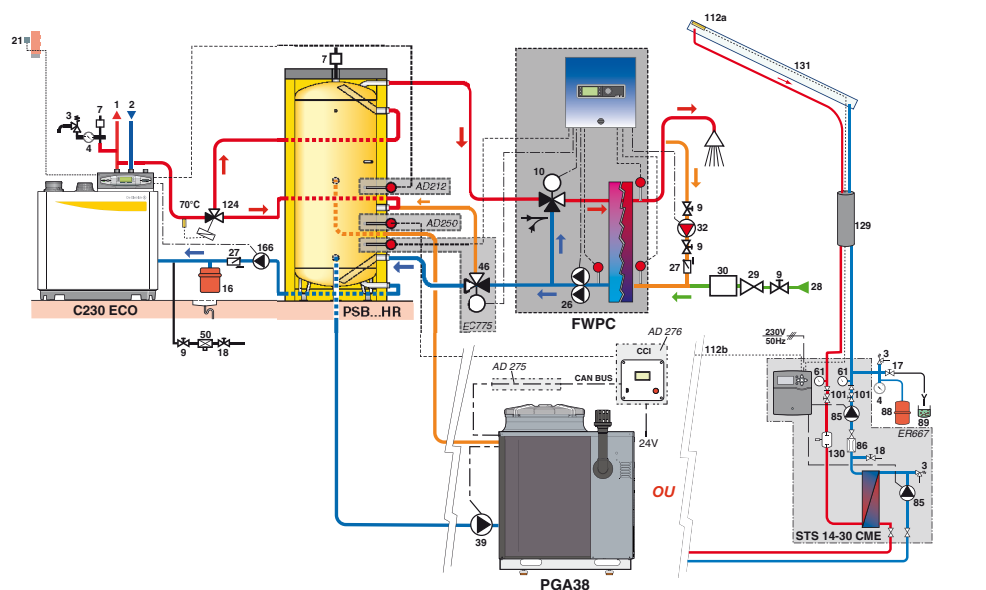 112a
21
131
7
3
7
1
2
4
10
9
AD212
70°C
124
32
129
AD250
9
166
27
27
46
30
29
9
28
16
26
EC775
C230 ECO
PSB...HR
FWPC
50
9
18
AD 276
230V
50Hz
CCI
112b
3
17
AD 275
61
61
CAN BUS
101
101
4
85
88
89
24V
ER667
86
130
18
3
OU
85
39
STS 14-30 CME
PGA38